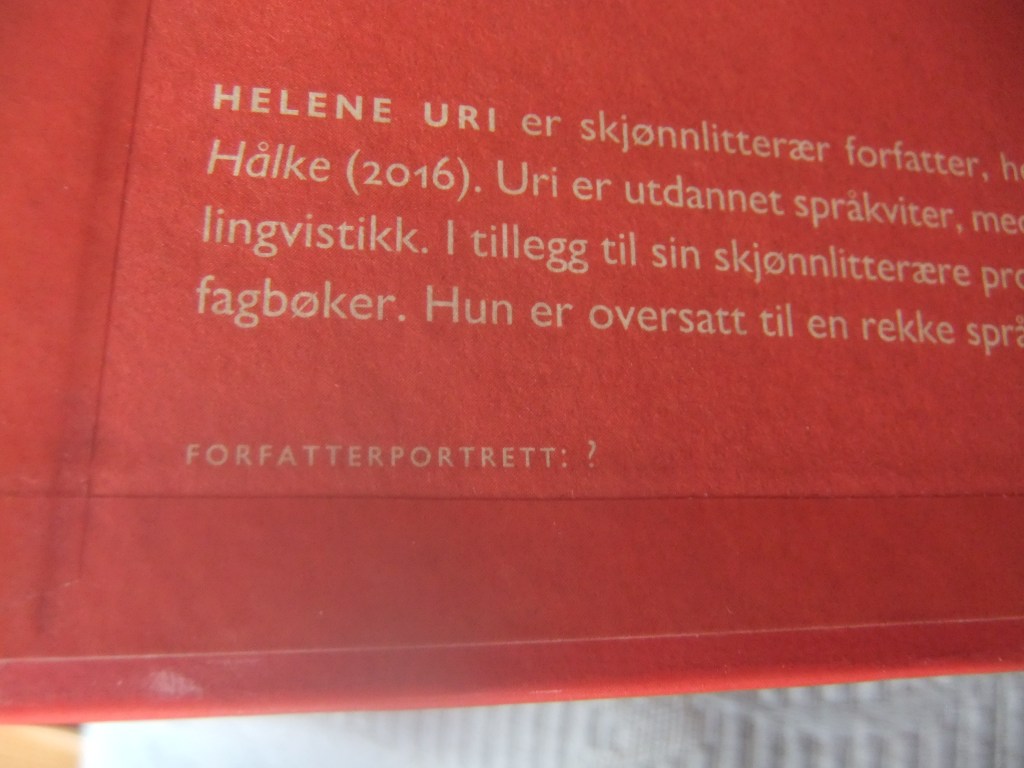 HELENE URI er skjønnlitterær forfatter,
Hålke (2016). Uri er utdannet språkviter,
lingvistikk. I tillegg til sin skjønnlitterære
fagbøker. Hun er oversatt til en rekke
FORFATTERPORTRETT: ?